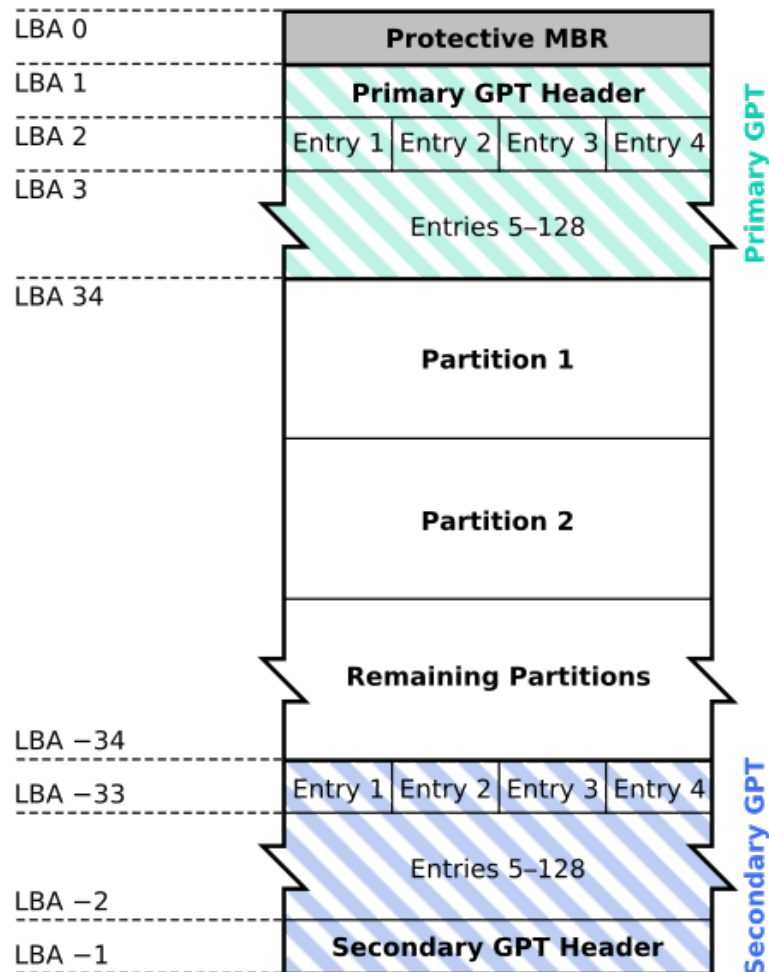 LBA 0
Protective MBR
LBA 1
Primary GPT Header
LBA 2
Entry 1 Entry 2 Entry 3 Entry 4
LBA 3
Entries 5–128
Primary GPT
LBA 34
Partition 1
Partition 2
Remaining Partitions
LBA −34
LBA −33
Entry 1 Entry 2 Entry 3 Entry 4
Entries 5–128
LBA −2
Secondary GPT Header
LBA −1
Secondary GPT